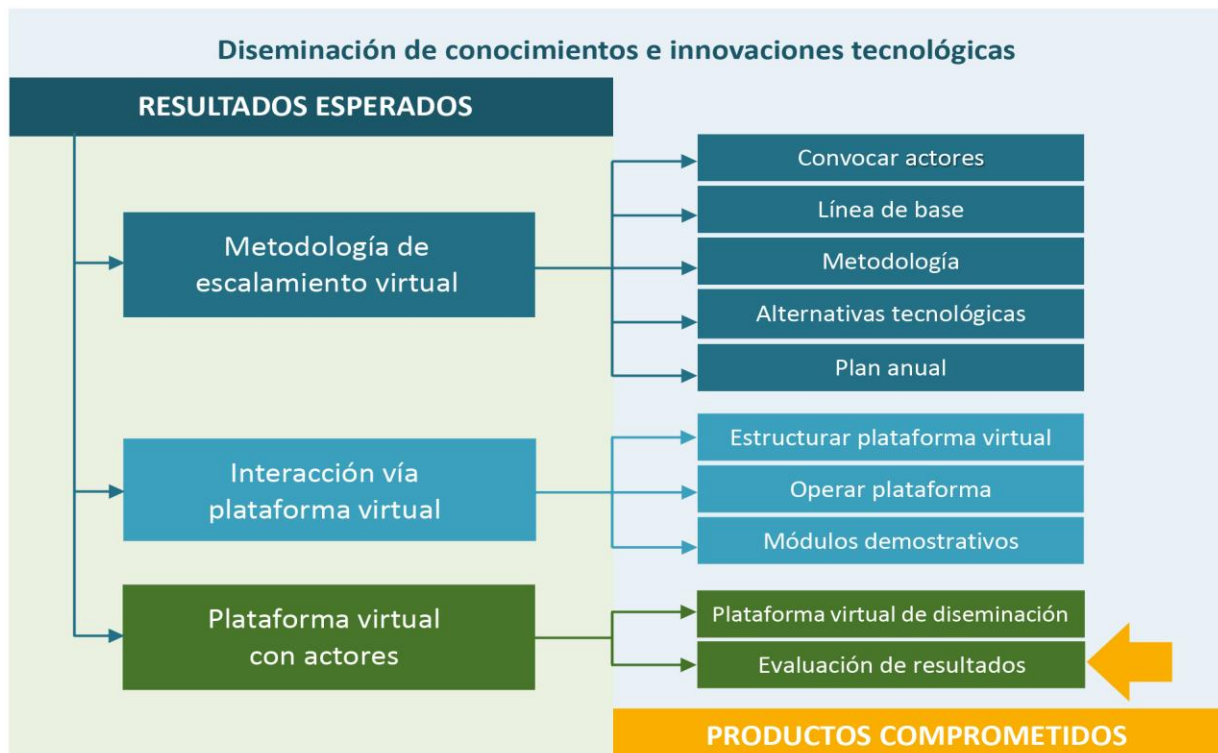 Diseminación de conocimientos e innovaciones tecnológicas
RESULTADOS ESPERADOS
Metodología de
escalamiento virtual
Convocar actores
Línea de base
Metodología
Alternativas tecnológicas
Plan anual
Interacción vía
plataforma virtual
Estructurar plataforma virtual
Operar plataforma
Módulos demostrativos
Plataforma virtual
con actores
Plataforma virtual de diseminación
Evaluación de resultados
PRODUCTOS COMPROMETIDOS